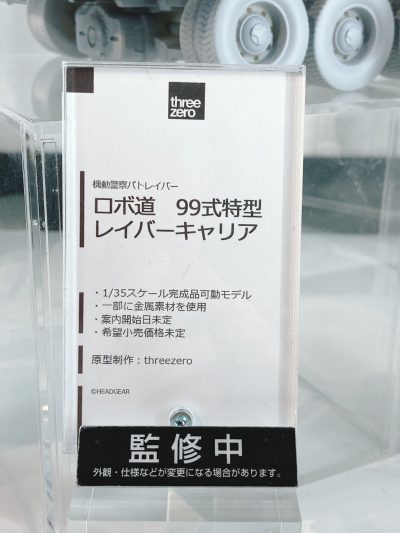 three
zero
機動警察パトレイバー
ロボ道　99式特型
レイバーキャリア
・1/35スケール完成品可動モデル
・一部に金属素材を使用
・案内開始日未定
・希望小売価格未定
原型制作：threezero
©HEADGEAR
監修中
外観・仕様などが変更になる場合があります。